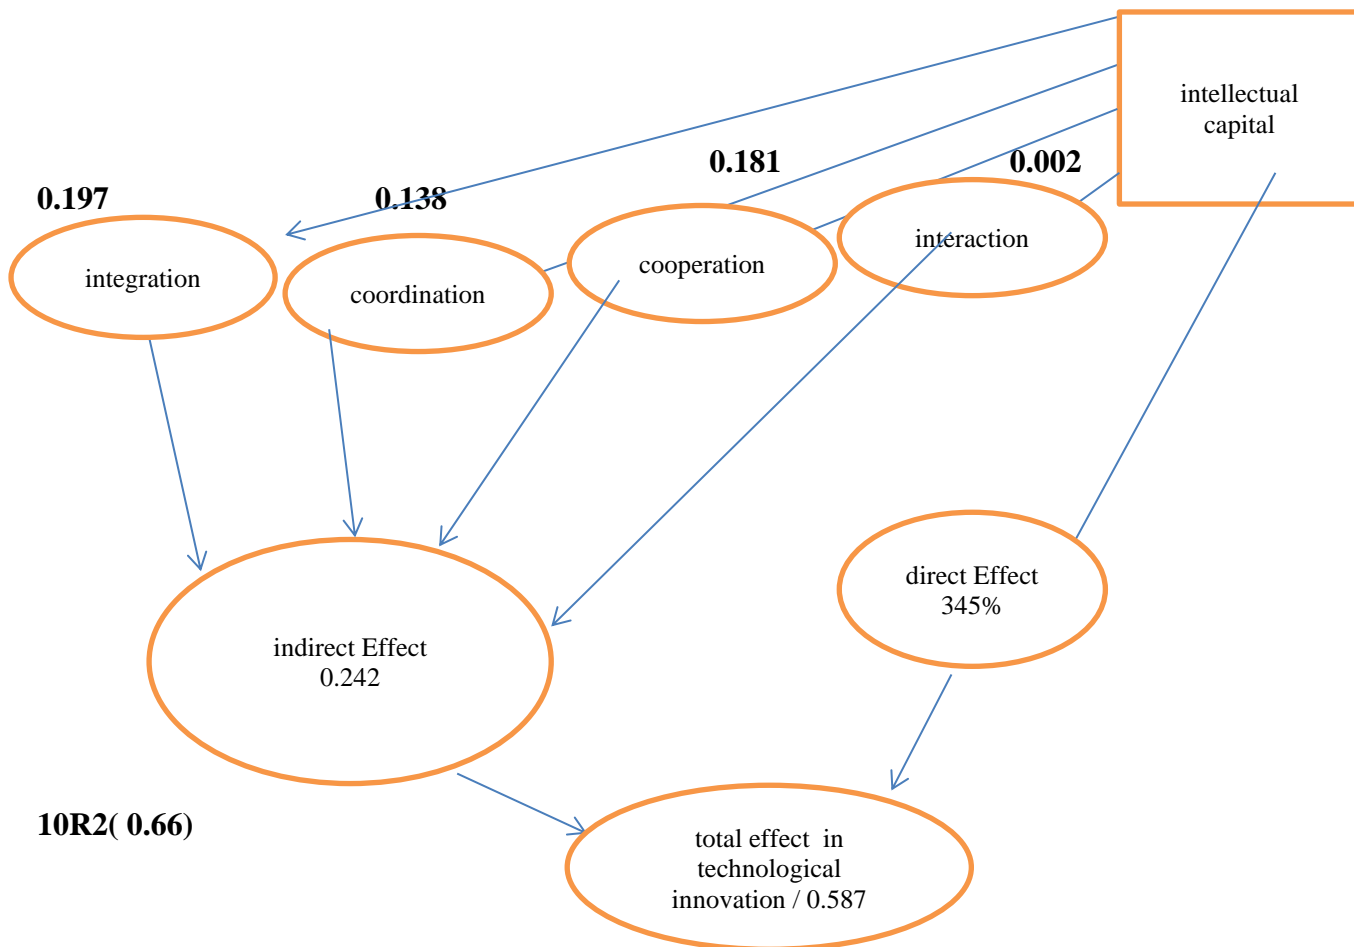 intellectual
capital
0.181
0.002
0.197
0.138
integration
coordination
cooperation
interaction
direct Effect
345%
indirect Effect
0.242
10R2( 0.66)
total effect  in
technological
innovation / 0.587